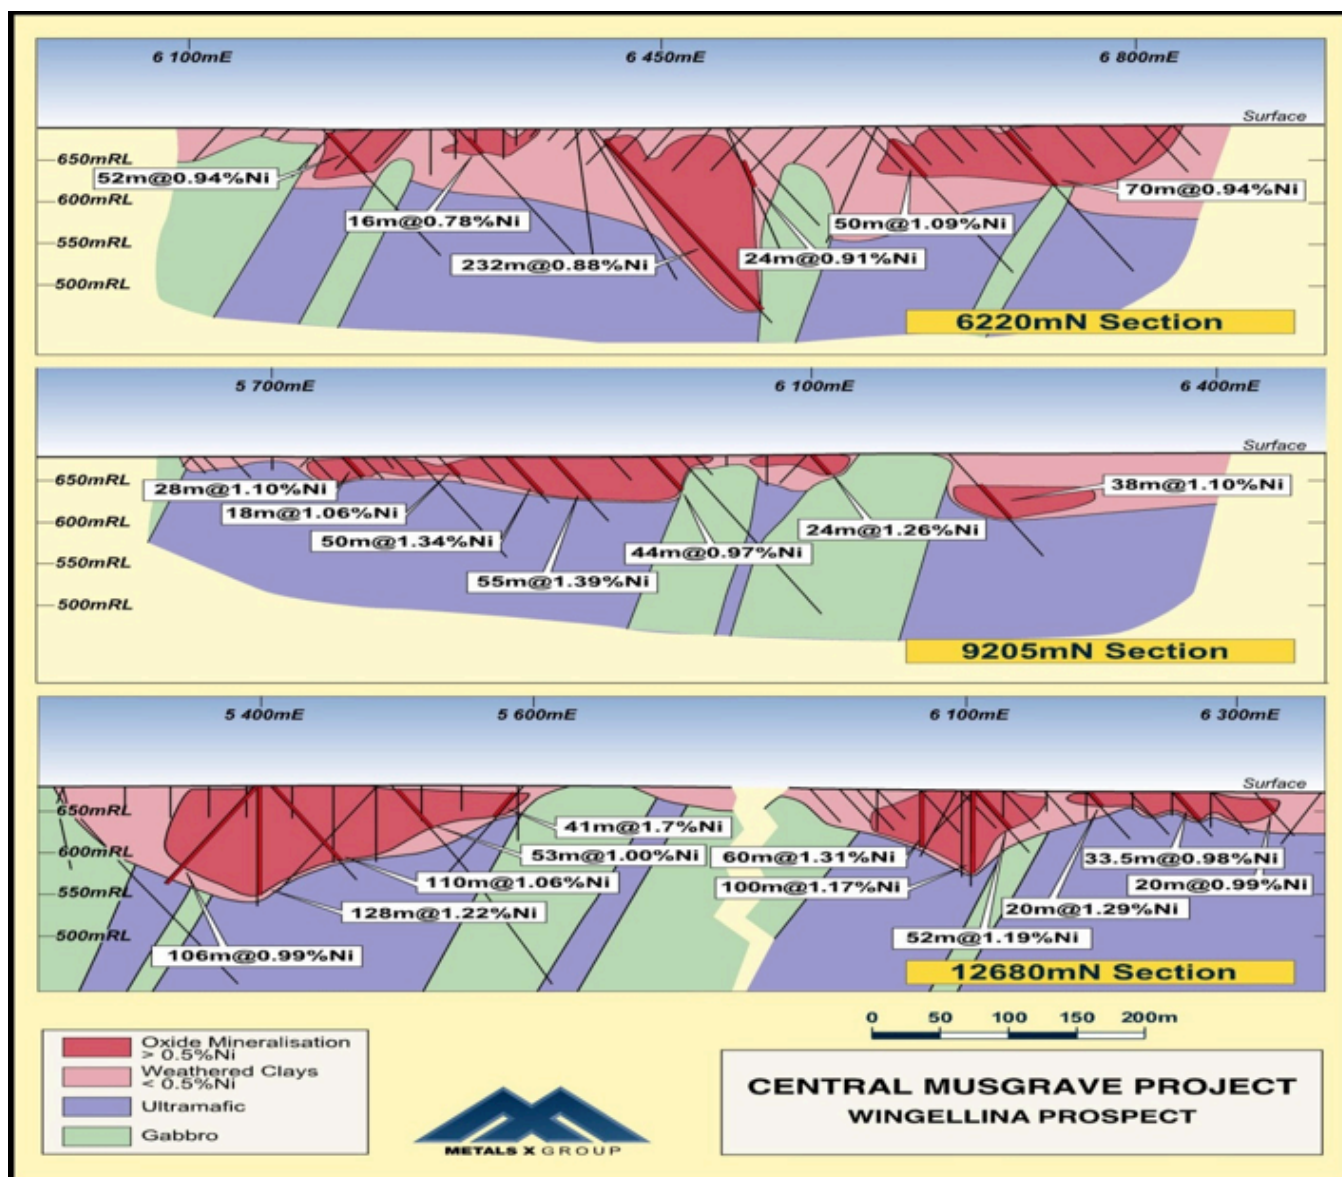 6 100mE 6 450mE 6 800mE
Surface
650mRL
600mRL
550mRL
500mRL
52m@0.94%Ni
16m@0.78%Ni
232m@0.88%Ni
24m@0.91%Ni
50m@1.09%Ni
70m@0.94%Ni
6220mN Section
5 700mE 6 100mE 6 400mE
Surface
650mRL
600mRL
550mRL
500mRL
28m@1.10%Ni
18m@1.06%Ni
50m@1.34%Ni
55m@1.39%Ni
44m@0.97%Ni
24m@1.26%Ni
38m@1.10%Ni
9205mN Section
5 400mE 5 600mE 6 100mE 6 300mE
Surface
650mRL
600mRL
550mRL
500mRL
41m@1.7%Ni
53m@1.00%Ni
110m@1.06%Ni
128m@1.22%Ni
106m@0.99%Ni
60m@1.31%Ni
100m@1.17%Ni
33.5m@0.98%Ni
20m@0.99%Ni
20m@1.29%Ni
52m@1.19%Ni
12680mN Section
0 50 100 150 200m
Oxide Mineralisation
> 0.5%Ni
Weathered Clays
< 0.5%Ni
Ultramafic
Gabbro
METALS X GROUP
CENTRAL MUSGRAVE PROJECT
WINGELLINA PROSPECT